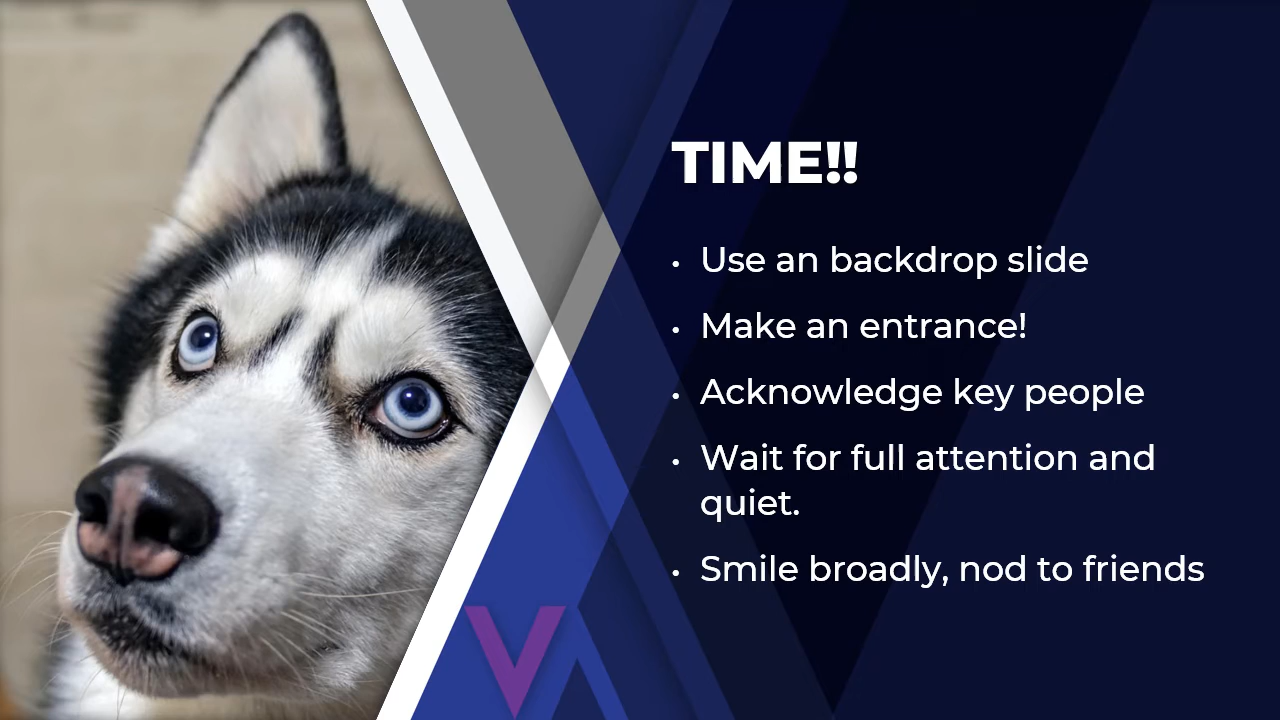 TIME!!
• Use an backdrop slide
• Make an entrance!
• Acknowledge key people
• Wait for full attention and
quiet.
• Smile broadly, nod to friends